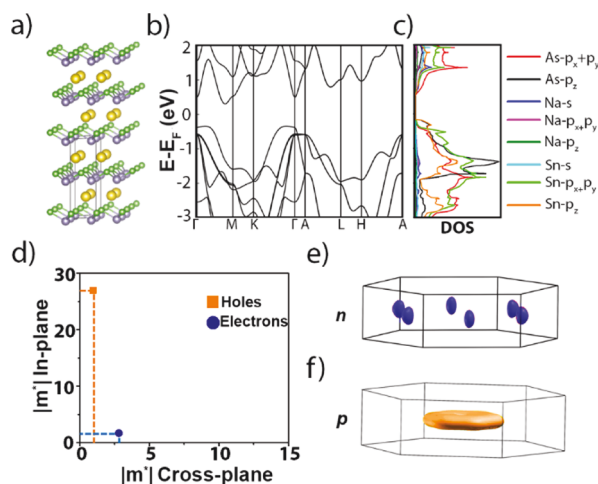 a)
b)
c)
E-E_F (eV)
2
1
0
-1
-2
-3
Γ M K Γ A L H A
DOS
As-p_x+p_y
As-p_z
Na-s
Na-p_x+p_y
Na-p_z
Sn-s
Sn-p_x+p_y
Sn-p_z
d)
|m*| In-plane
30
15
0
Holes
Electrons
0 5 10 15
|m*| Cross-plane
e)
n
f)
p